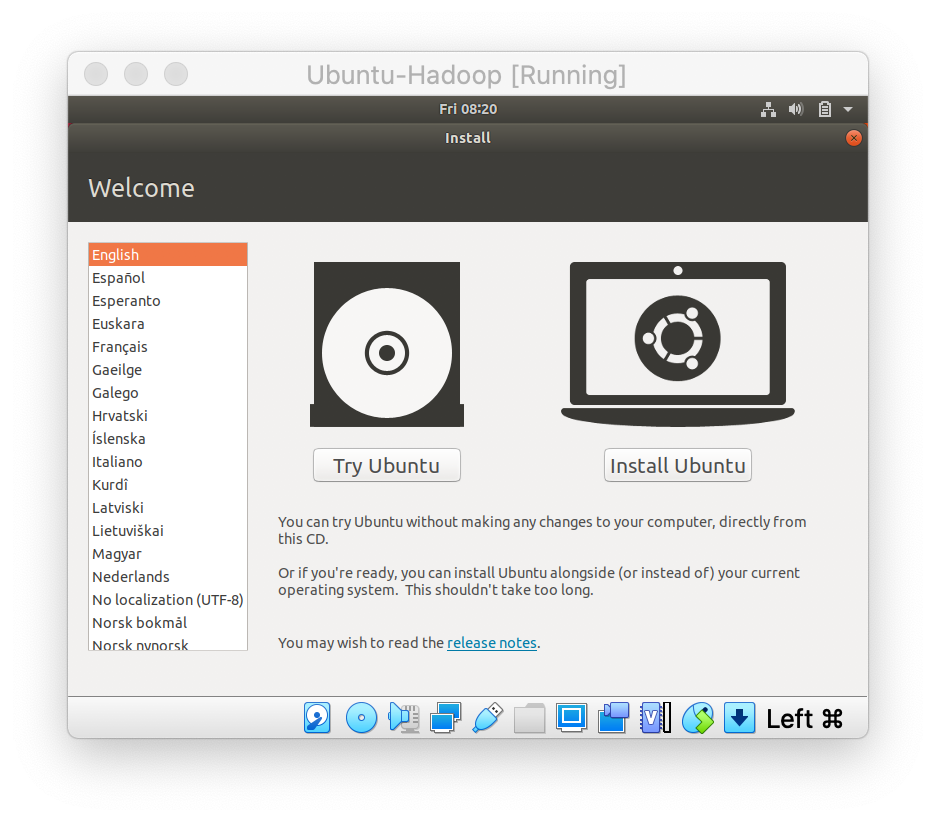 Ubuntu-Hadoop [Running]
Fri 08:20
Install
Welcome
English
Español
Esperanto
Euskara
Français
Gaeilge
Galego
Hrvatski
Íslenska
Italiano
Kurdî
Latviski
Lietuviškai
Magyar
Nederlands
No localization (UTF-8)
Norsk bokmål
Norsk nynorsk
Try Ubuntu
Install Ubuntu
You can try Ubuntu without making any changes to your computer, directly from
this CD.
Or if you're ready, you can install Ubuntu alongside (or instead of) your current
operating system. This shouldn't take too long.
You may wish to read the release notes.
V
Left ⌘